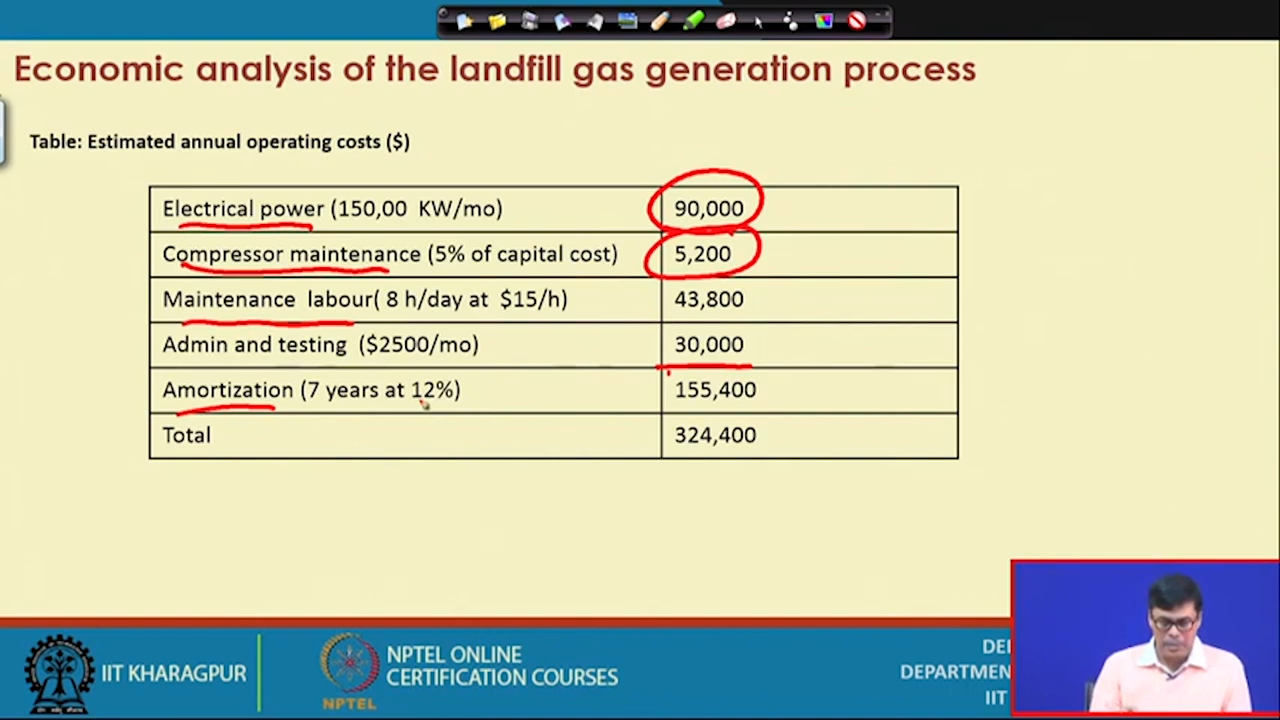 Economic analysis of the landfill gas generation process
Table: Estimated annual operating costs ($)
Electrical power (150,00 KW/mo) 90,000
Compressor maintenance (5% of capital cost) 5,200
Maintenance labour( 8 h/day at $15/h) 43,800
Admin and testing ($2500/mo) 30,000
Amortization (7 years at 12%) 155,400
Total 324,400
IIT KHARAGPUR
NPTEL
NPTEL ONLINE
CERTIFICATION COURSES
DEPARTMEN
IIT